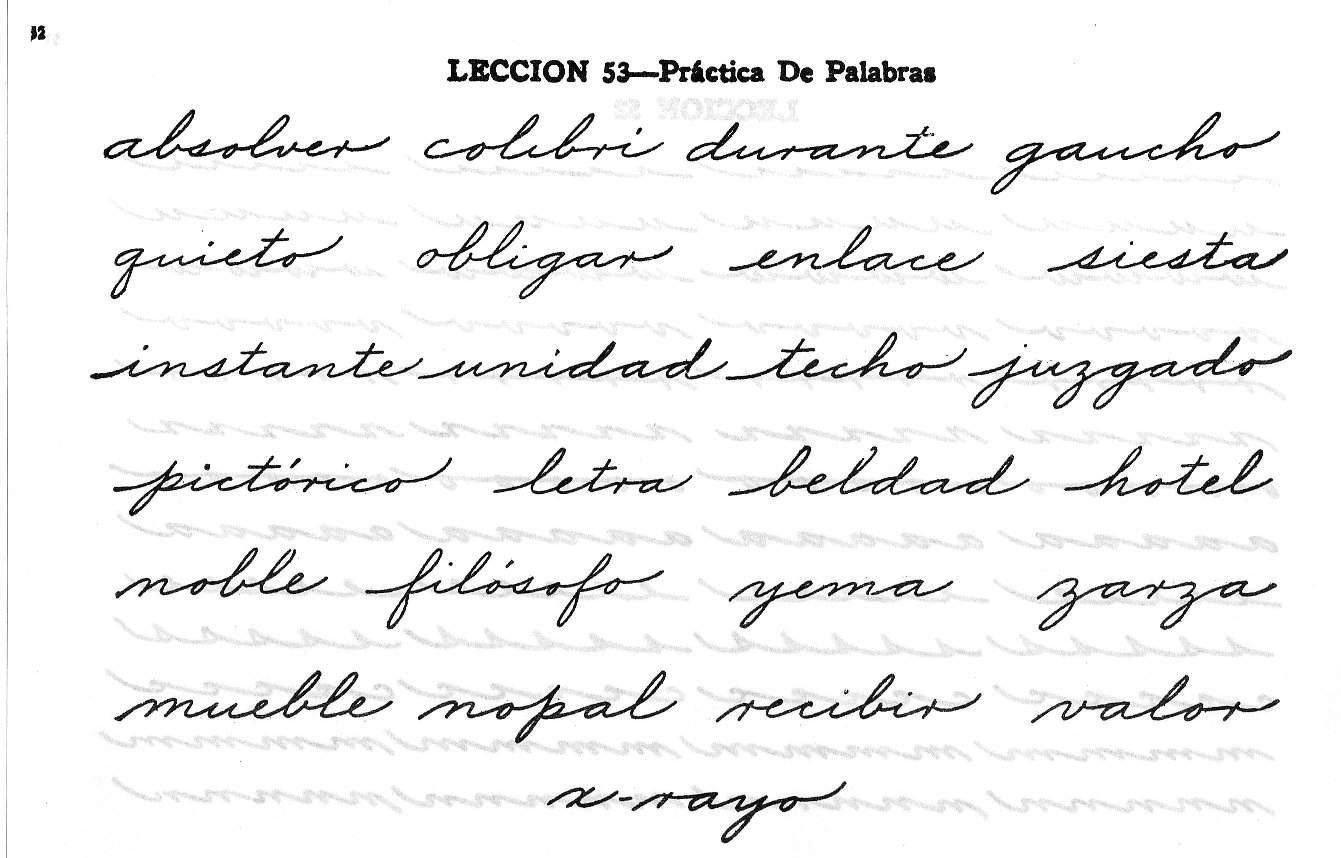 32
LECCION 53—Práctica De Palabras
absolver colibri durante gaucho
quieto obligar enlace siesta
instante unidad techo juzgado
pictórico letra beldad hotel
noble filósofo yema zarza
mueble nopal recibir valor
x-rayo